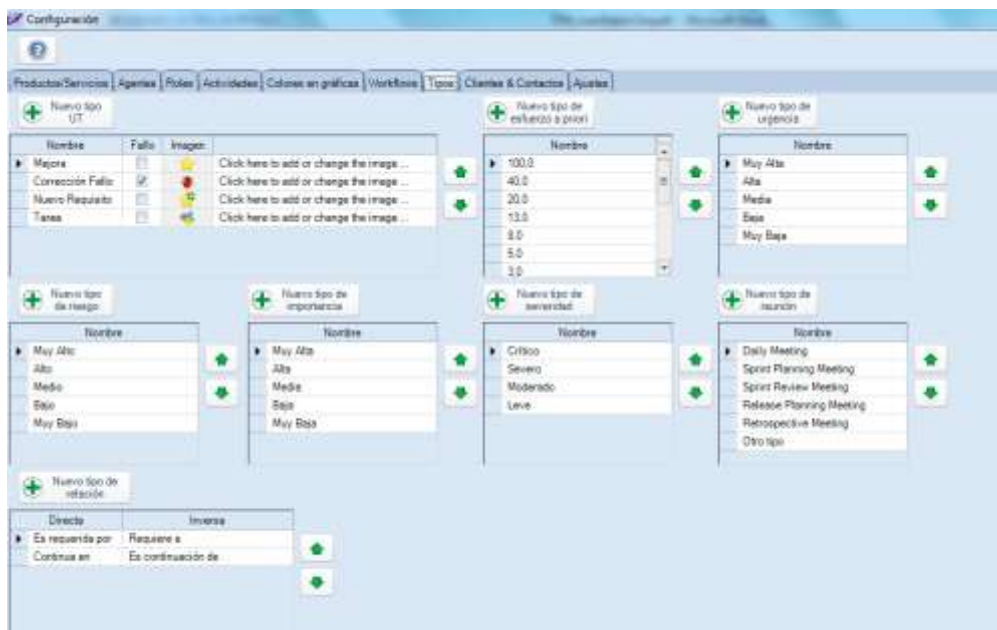 Configuración
Productos/Servicios Agentes Roles Actividades Colores en gráficas Workflows Tipos Clientes & Contactos Ajustes
Nuevo tipo
UT
Nombre Fallo Imagen
Mejora Click here to add or change the image ...
Corrección Fallo Click here to add or change the image ...
Nuevo Requisito Click here to add or change the image ...
Tarea Click here to add or change the image ...
Nuevo tipo de
esfuerzo a priori
Nombre
100,0
40,0
20,0
13,0
8,0
5,0
3,0
Nuevo tipo de
urgencia
Nombre
Muy Alta
Alta
Media
Baja
Muy Baja
Nuevo tipo
de riesgo
Nombre
Muy Alto
Alto
Medio
Bajo
Muy Bajo
Nuevo tipo de
importancia
Nombre
Muy Alta
Alta
Media
Baja
Muy Baja
Nuevo tipo de
severidad
Nombre
Crítico
Severo
Moderado
Leve
Nuevo tipo de
reunión
Nombre
Daily Meeting
Sprint Planning Meeting
Sprint Review Meeting
Release Planning Meeting
Retrospective Meeting
Otro tipo
Nuevo tipo de
relación
Directa Inversa
Es requerida por Requiere a
Continua en Es continuación de